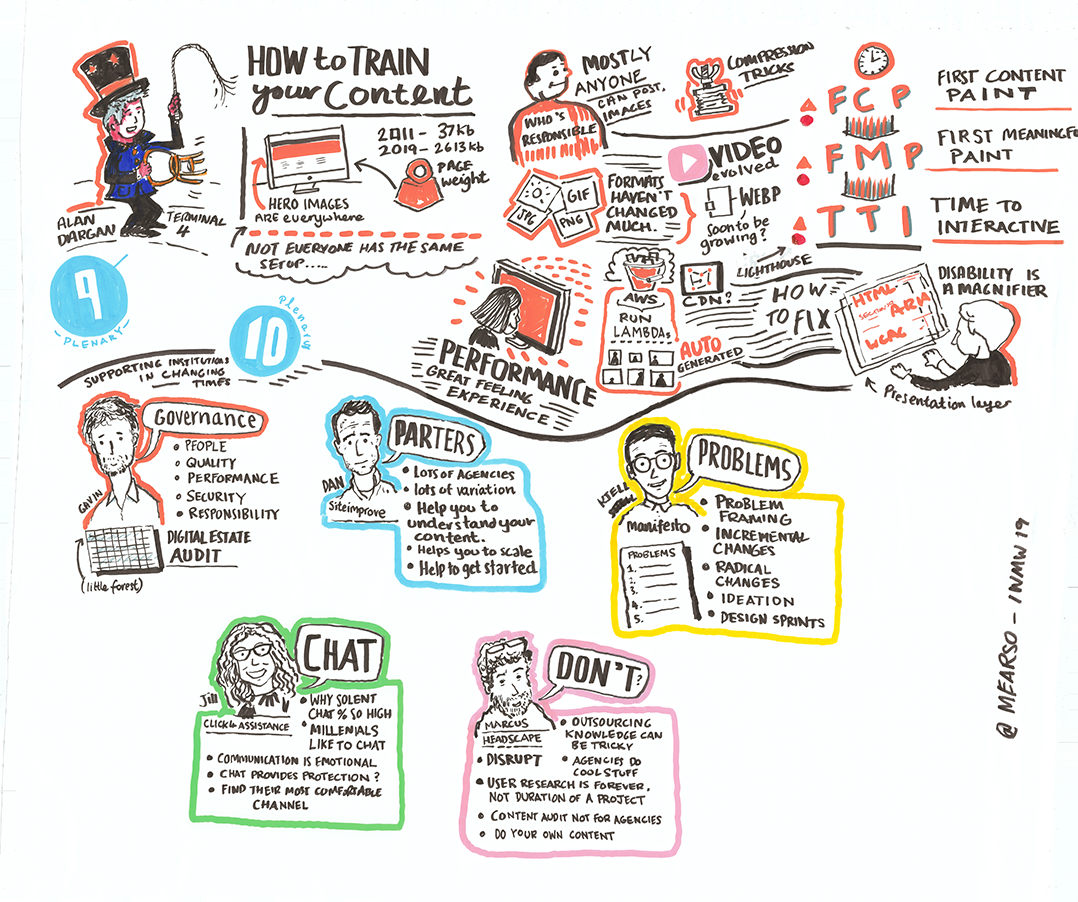 HOW to TRAIN
your Content
ALAN
DARGAN
TERMINAL
4
2011 - 37kb
2019 - 2613kb
PAGE
weight
HERO IMAGES
ARE everywhere
NOT EVERYONE HAS THE SAME
SETUP.....
MOSTLY
ANYONE
CAN POST,
IMAGES
WHO'S
RESPONSIBLE
COMPRESSION
TRICKS
JPG
GIF
PNG
FORMATS
HAVEN'T
CHANGED
MUCH.
VIDEO
evolved
WEBP
Soon to be
growing?
FCP
FIRST CONTENT
PAINT
FMP
FIRST MEANINGFUL
PAINT
TTI
TIME TO
INTERACTIVE
LIGHTHOUSE
PERFORMANCE
GREAT FEELING
EXPERIENCE
AWS
RUN
LAMBDAs
CDN?
AUTO
GENERATED
HOW
TO FIX
DISABILITY IS
A MAGNIFIER
HTML
ARIA
WCAG
Presentation layer
9
- PLENARY -
10
Plenary
SUPPORTING INSTITUTIONS
IN CHANGING
TIMES
GAVIN
GOVERNANCE
• PEOPLE
• QUALITY
• PERFORMANCE
• SECURITY
• RESPONSIBILITY
DIGITAL ESTATE
AUDIT
(little forest)
DAN
Siteimprove
PARTERS
• LOTS OF AGENCIES
• lots of variation
• Help you to
understand your
content.
• Helps you to scale
• Help to get started
KJELL
manifesto
PROBLEMS
PROBLEMS
1.
2.
3.
4.
5.
• PROBLEM
FRAMING
• INCREMENTAL
CHANGES
• RADICAL
CHANGES
• IDEATION
• DESIGN SPRINTS
Jill
CLICK4ASSISTANCE
CHAT
• WHY SOLENT
CHAT % SO HIGH
• MILLENIALS
LIKE TO CHAT
• COMMUNICATION IS EMOTIONAL
• CHAT PROVIDES PROTECTION?
• FIND THEIR MOST COMFORTABLE
CHANNEL
MARCUS
HEADSCAPE
DON'T?
• OUTSOURCING
KNOWLEDGE CAN
BE TRICKY
• DISRUPT
• AGENCIES DO
COOL STUFF
• USER RESEARCH IS FOREVER,
NOT DURATION OF A PROJECT
• CONTENT AUDIT NOT FOR AGENCIES
• DO YOUR OWN CONTENT
@ MEARSO - IWMW 19